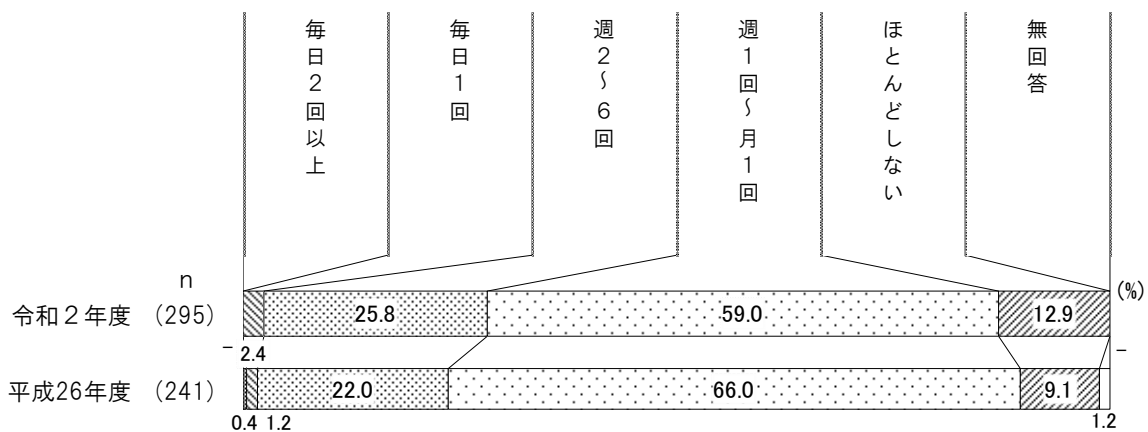 毎日２回以上
毎日１回
週２～６回
週１回～月１回
ほとんどしない
無回答
n
(%)
令和２年度 (295)
25.8
59.0
12.9
－
2.4
－
平成26年度 (241)
22.0
66.0
9.1
0.4
1.2
1.2